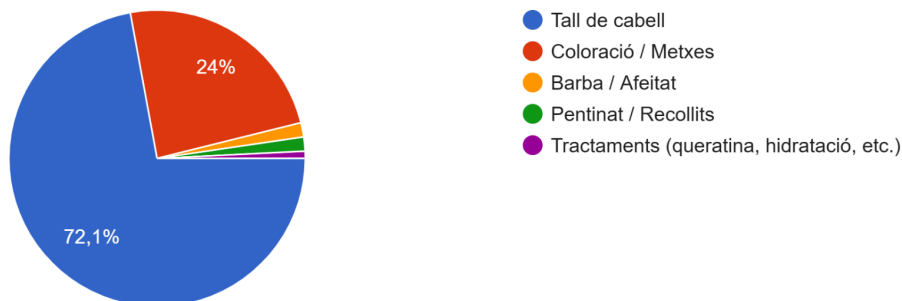 24%
72,1%
Tall de cabell
Coloració / Metxes
Barba / Afeitat
Pentinat / Recollits
Tractaments (queratina, hidratació, etc.)